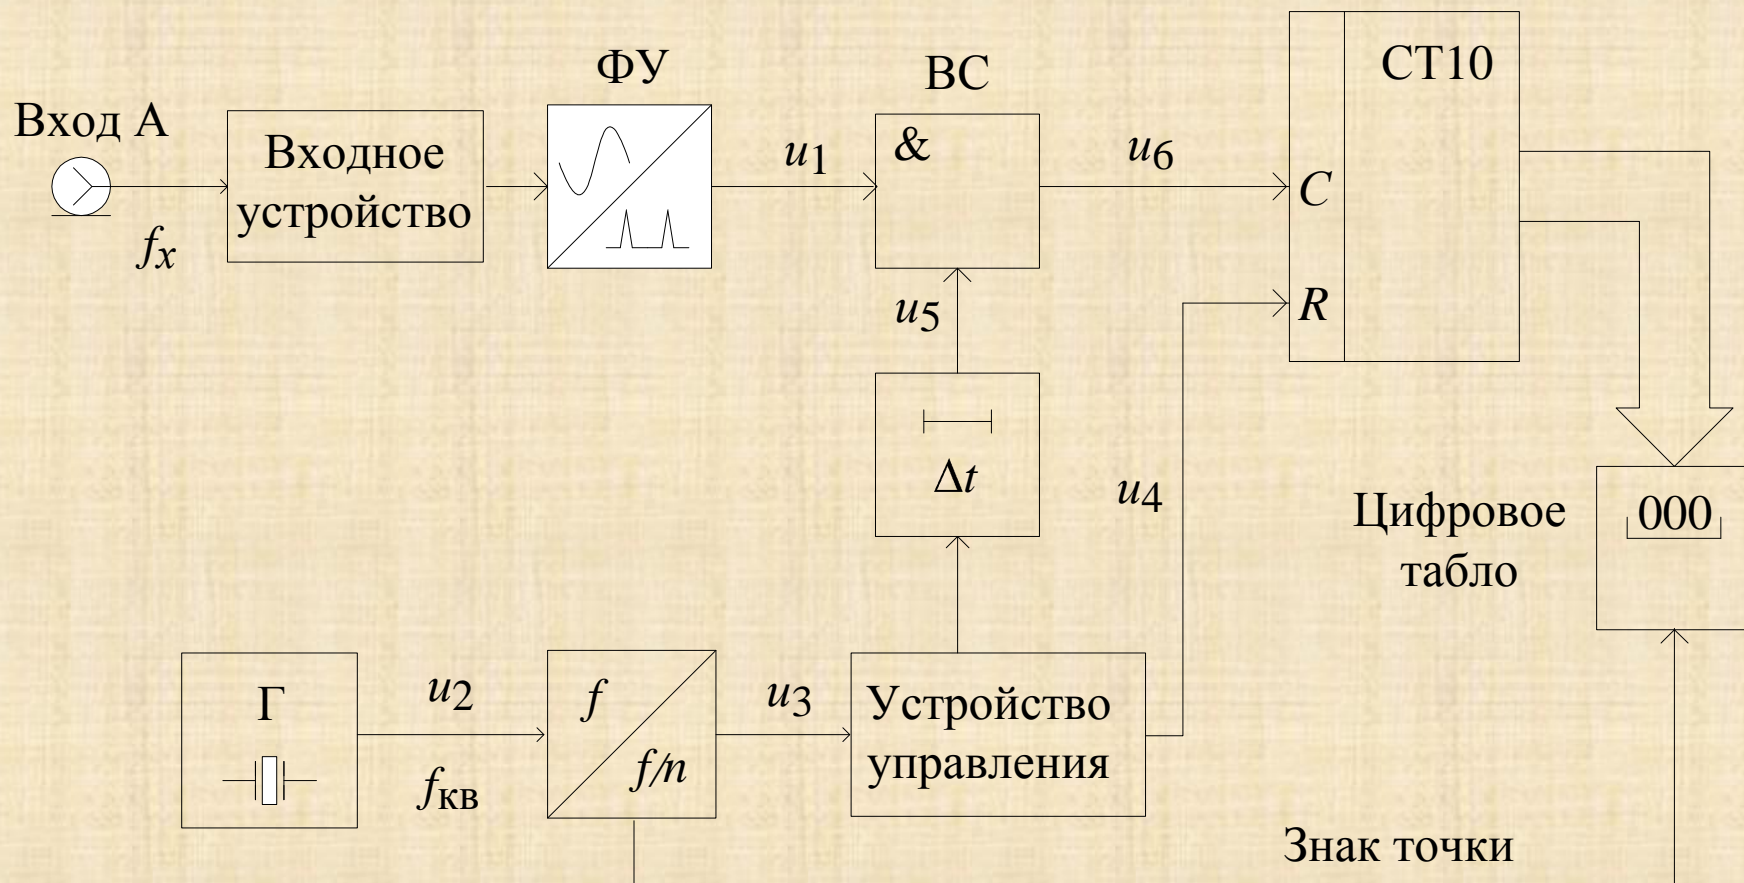 ФУ
ВС
СТ10
Вход А
Входное
устройство
u1
&
u6
C
fx
u5
R
Δt
u4
Цифровое
табло
000
Г
u2
f
u3
Устройство
управления
fкв
f/n
Знак точки